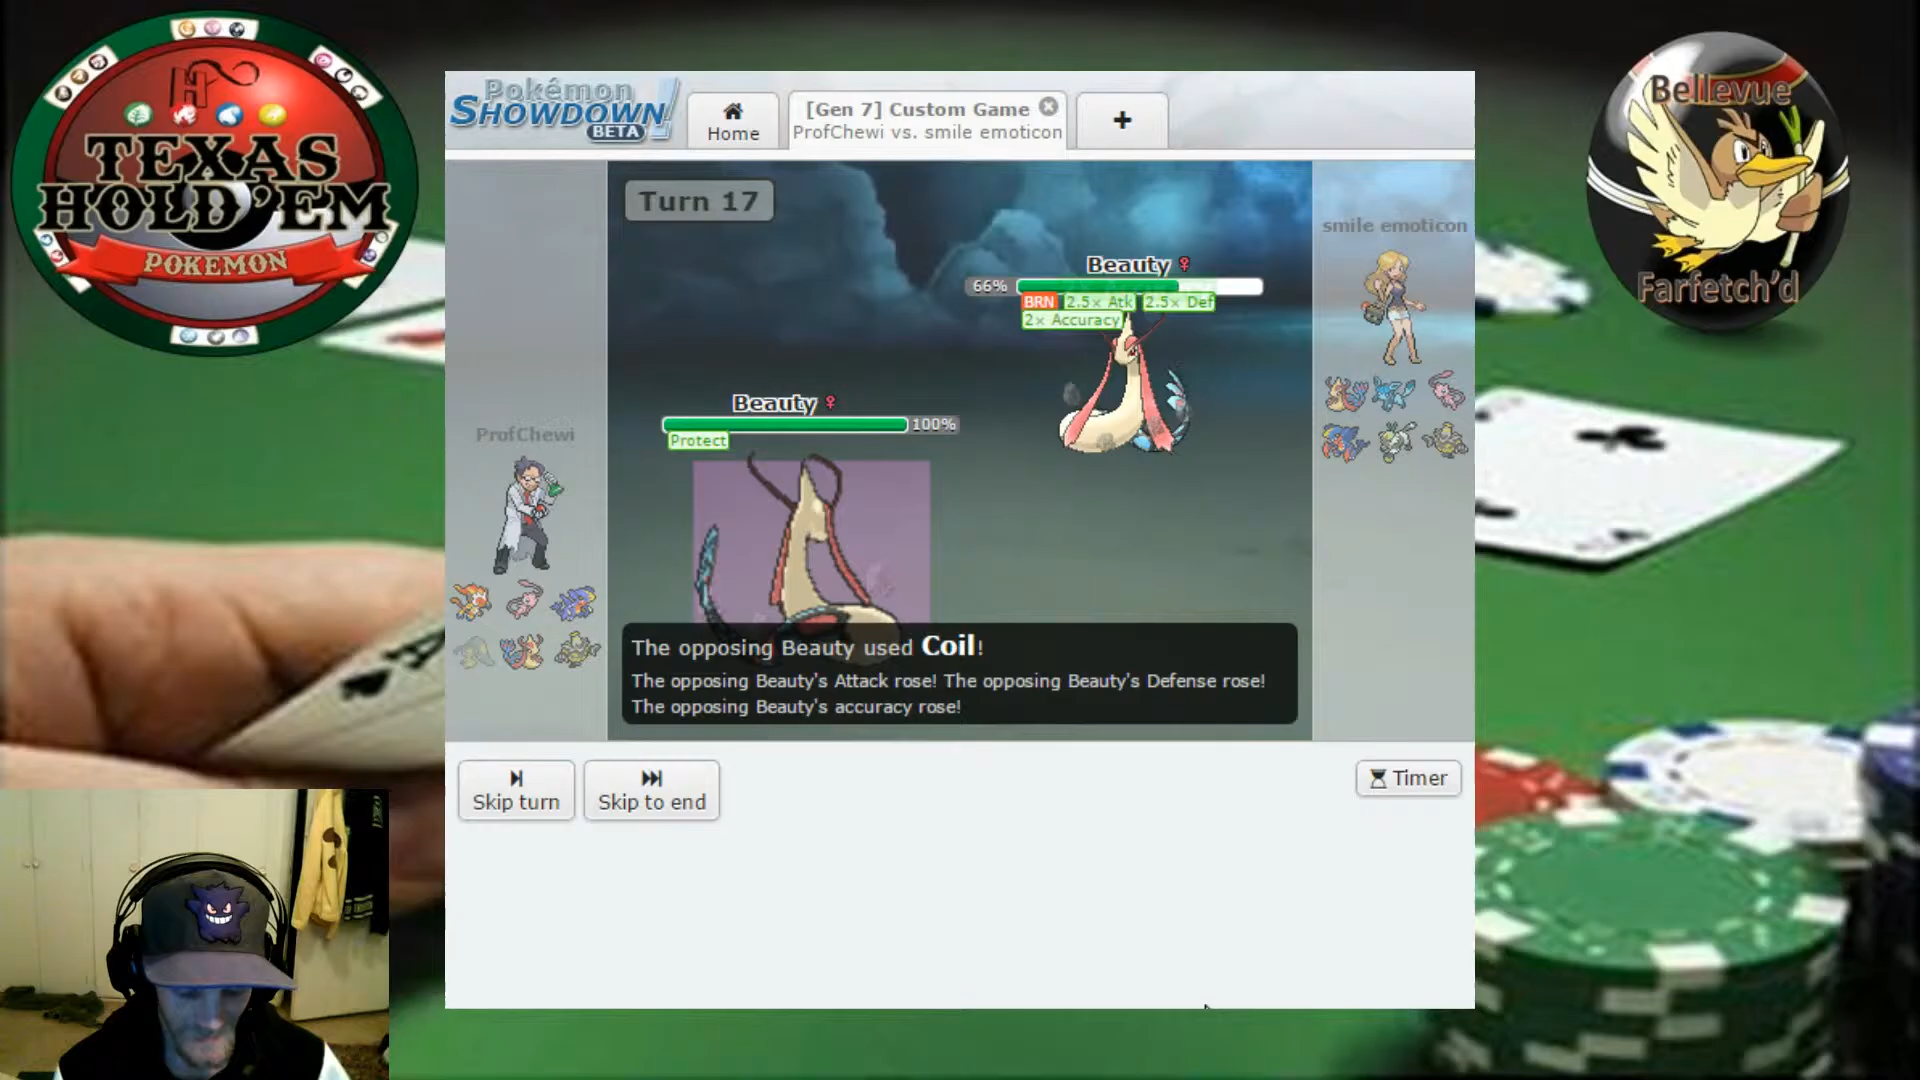 TEXAS
HOLD'EM
POKEMON
Pokémon
SHOWDOWN!
BETA
Home
[Gen 7] Custom Game
ProfChewi vs. smile emoticon
+
Bellevue
Farfetch'd
Turn 17
smile emoticon
Beauty ♀
66%
BRN 2.5× Atk 2.5× Def
2× Accuracy
Beauty ♀
100%
Protect
ProfChewi
The opposing Beauty used Coil!
The opposing Beauty's Attack rose! The opposing Beauty's Defense rose!
The opposing Beauty's accuracy rose!
Skip turn
Skip to end
Timer
A